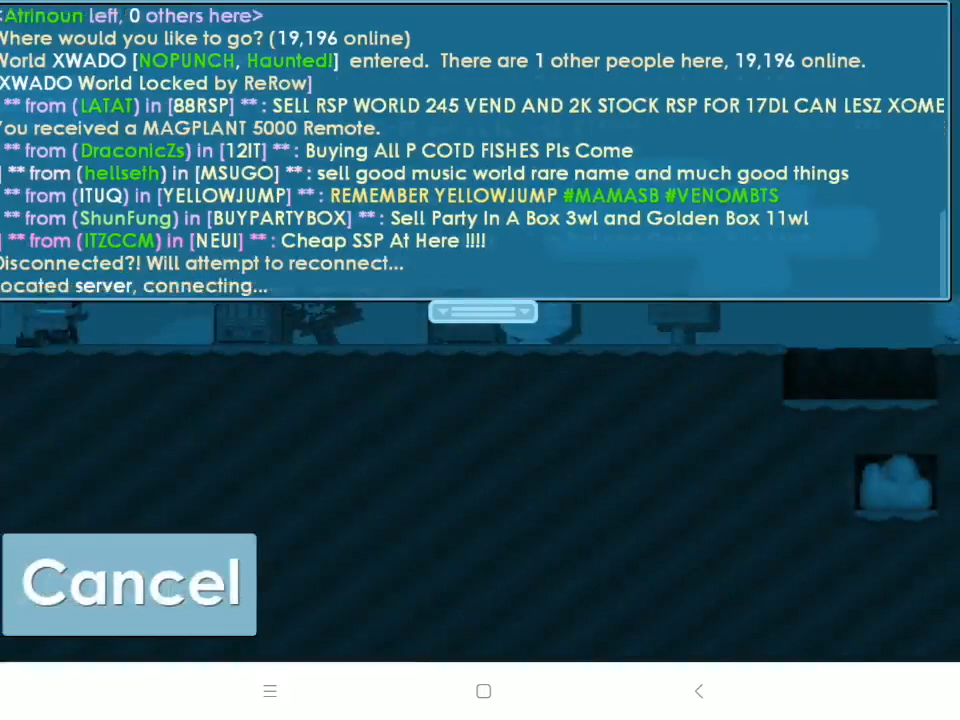 <Atrinoun left, 0 others here>
Where would you like to go? (19,196 online)
World XWADO [NOPUNCH, Haunted!] entered. There are 1 other people here, 19,196 online.
XWADO World Locked by ReRow]
** from (LATAT) in [88RSP] ** : SELL RSP WORLD 245 VEND AND 2K STOCK RSP FOR 17DL CAN LESZ XOME
You received a MAGPLANT 5000 Remote.
** from (DraconicZs) in [12IT] ** : Buying All P COTD FISHES Pls Come
] ** from (hellseth) in [MSUGO] ** : sell good music world rare name and much good things
** from (ITUQ) in [YELLOWJUMP] ** : REMEMBER YELLOWJUMP #MAMASB #VENOMBTS
** from (ShunFung) in [BUYPARTYBOX] ** : Sell Party In A Box 3wl and Golden Box 11wl
] ** from (ITZCCM) in [NEUI] ** : Cheap SSP At Here !!!!
Disconnected?! Will attempt to reconnect...
ocated server, connecting...
Cancel